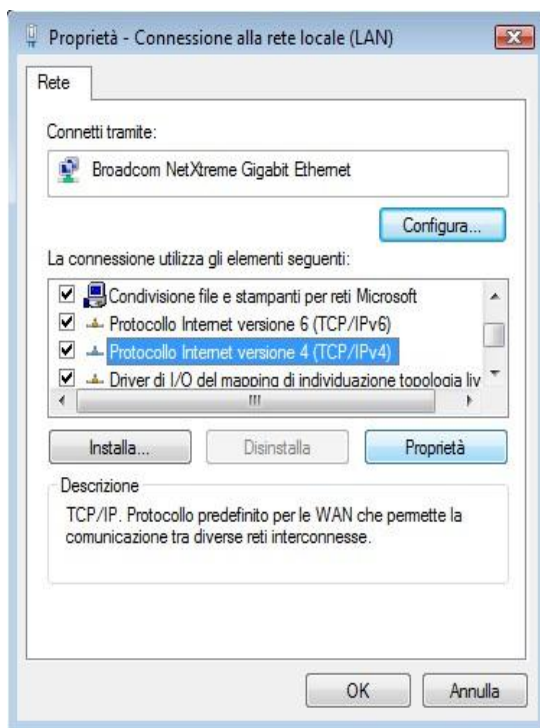 Proprietà - Connessione alla rete locale (LAN)
Rete
Connetti tramite:
Broadcom NetXtreme Gigabit Ethernet
Configura...
La connessione utilizza gli elementi seguenti:
Condivisione file e stampanti per reti Microsoft
Protocollo Internet versione 6 (TCP/IPv6)
Protocollo Internet versione 4 (TCP/IPv4)
Driver di I/O del mapping di individuazione topologia liv
Installa... Disinstalla Proprietà
Descrizione
TCP/IP. Protocollo predefinito per le WAN che permette la
comunicazione tra diverse reti interconnesse.
OK Annulla